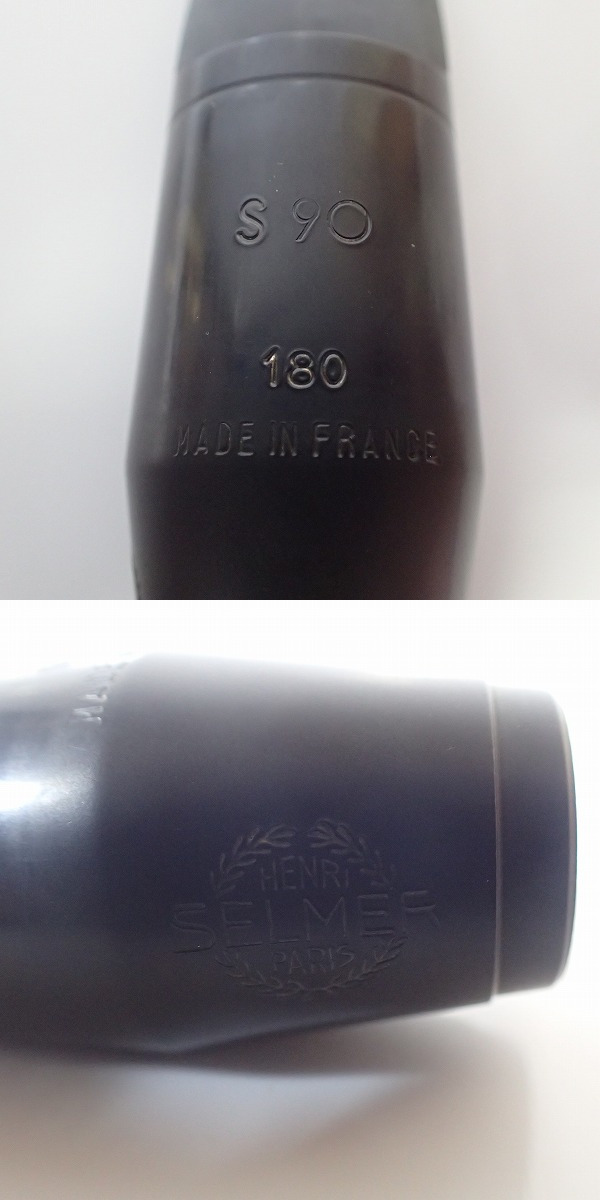 S 90
180
MADE IN FRANCE
HENRI
SELMER
PARIS